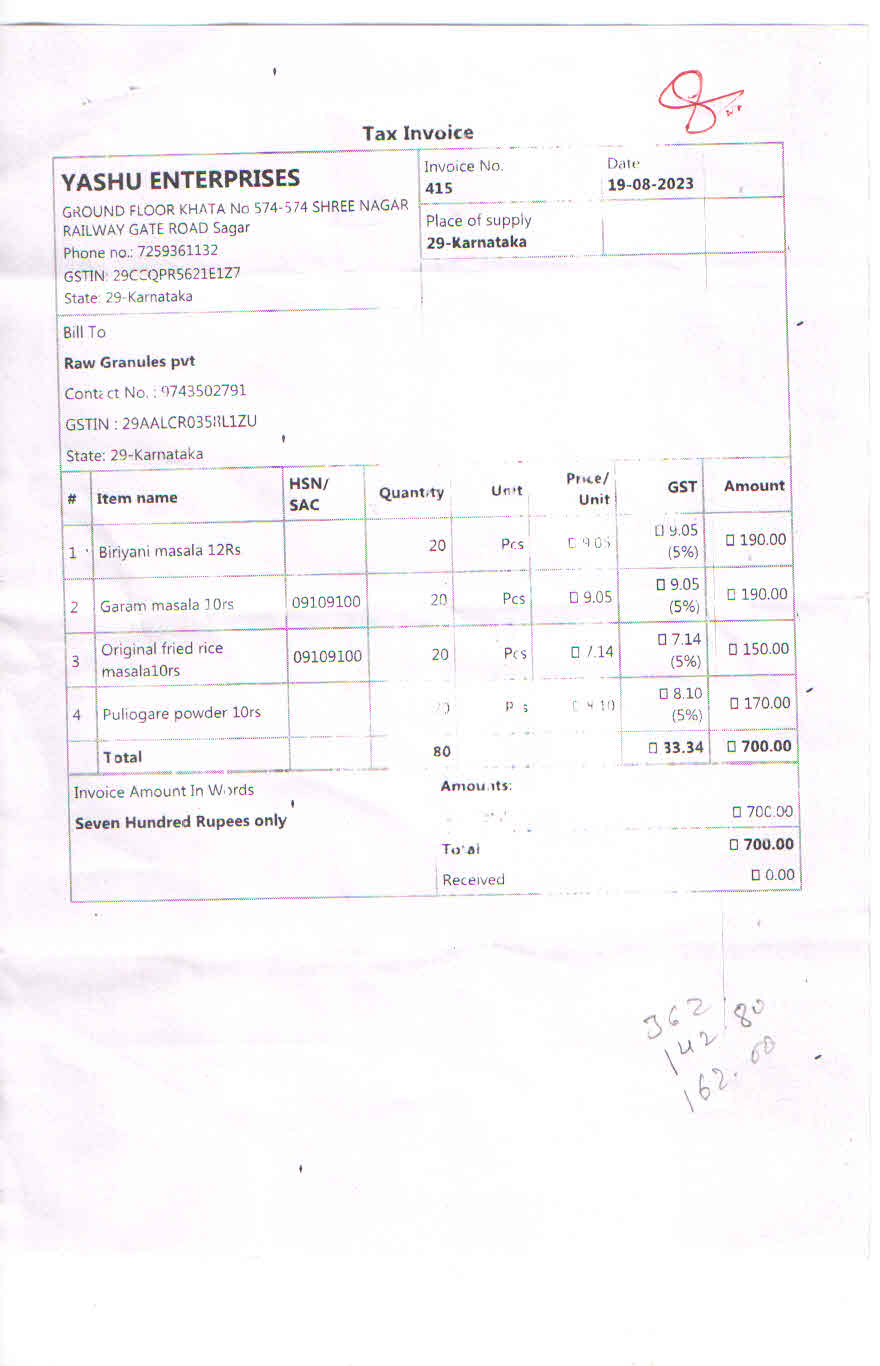 Tax Invoice
YASHU ENTERPRISES
GROUND FLOOR KHATA No 574-574 SHREE NAGAR
RAILWAY GATE ROAD Sagar
Phone no.: 7259361132
GSTIN: 29CCQPR5621E1Z7
State: 29-Karnataka
Invoice No.
415
Date
19-08-2023
Place of supply
29-Karnataka
Bill To
Raw Granules pvt
Contact No. : 9743502791
GSTIN : 29AALCR0358L1ZU
State: 29-Karnataka
# Item name HSN/ SAC Quantity Unit Price/ Unit GST Amount
1 Biriyani masala 12Rs 20 Pcs 9.05 9.05 (5%) 190.00
2 Garam masala 10rs 09109100 20 Pcs 9.05 9.05 (5%) 190.00
3 Original fried rice masala10rs 09109100 20 Pcs 7.14 7.14 (5%) 150.00
4 Puliogare powder 10rs 8.10 (5%) 170.00
Total 80 33.34 700.00
Invoice Amount In Words
Seven Hundred Rupees only
Amounts:
700.00
Total 700.00
Received 0.00
362
142 80
162.00